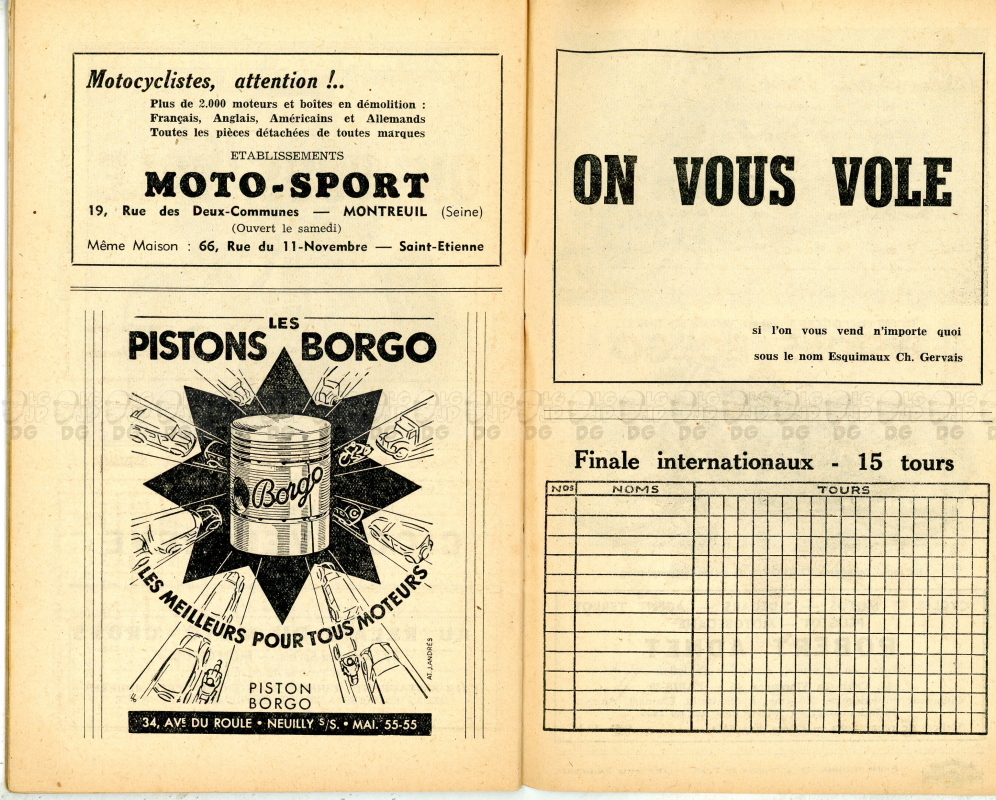 Motocyclistes, attention !..
Plus de 2.000 moteurs et boîtes en démolition :
Français, Anglais, Américains et Allemands
Toutes les pièces détachées de toutes marques
ETABLISSEMENTS
MOTO-SPORT
19, Rue des Deux-Communes — MONTREUIL (Seine)
(Ouvert le samedi)
Même Maison : 66, Rue du 11-Novembre — Saint-Etienne
LES
PISTONS BORGO
Borgo
LES MEILLEURS POUR TOUS MOTEURS
AT. J. ANDRÉS
PISTON
BORGO
34, AVE DU ROULE • NEUILLY S/S. • MAI. 55-55
ON VOUS VOLE
si l'on vous vend n'importe quoi
sous le nom Esquimaux Ch. Gervais
Finale internationaux - 15 tours
NOS NOMS TOURS